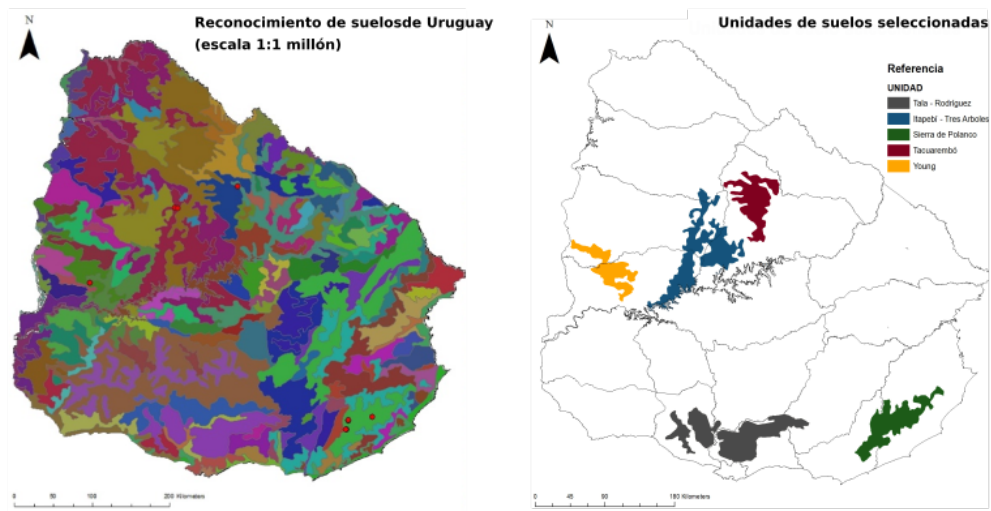 N
Reconocimiento de suelosde Uruguay
(escala 1:1 millón)
0 50 100 200 Kilometers
N
Unidades de suelos seleccionadas
Referencia
UNIDAD
Tala - Rodríguez
Itapebí - Tres Arboles
Sierra de Polanco
Tacuarembó
Young
0 45 90 180 Kilometers